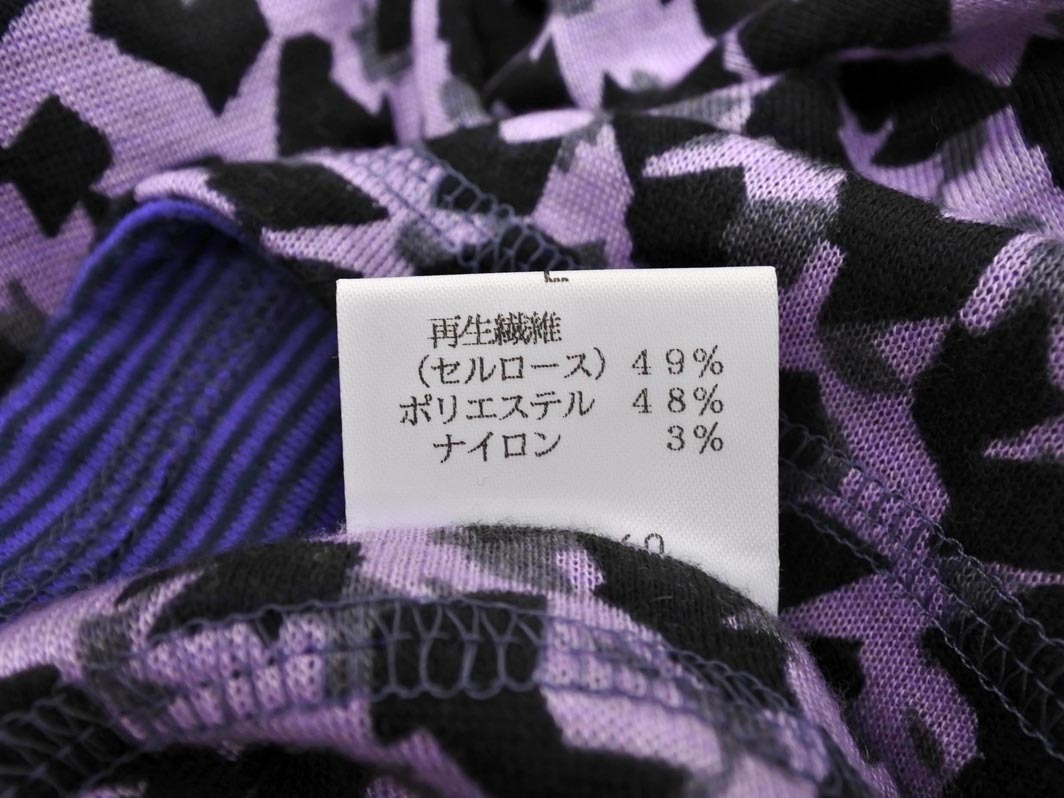 再生繊維
(セルロース) 49%
ポリエステル 48%
ナイロン 3%